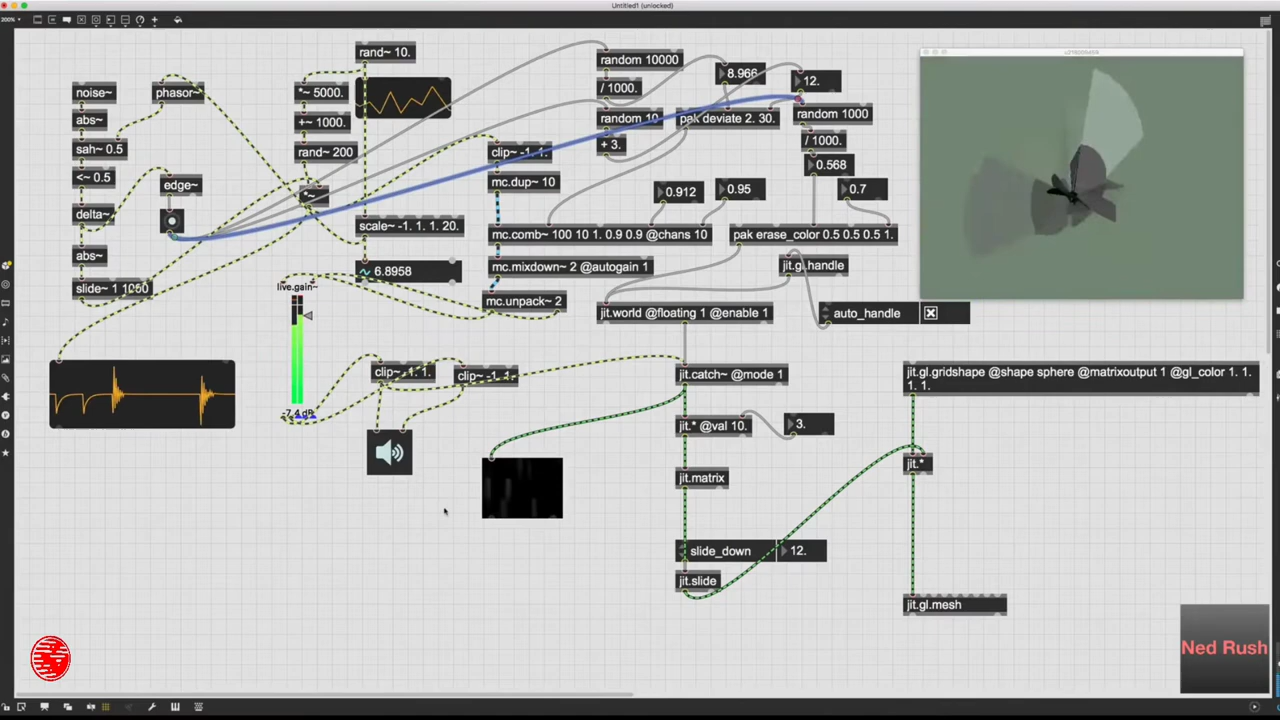 Untitled1 (unlocked)
200%
rand~ 10.
noise~
phasor~
*~ 5000.
random 10000
8.966
12.
abs~
/ 1000.
+~ 1000.
random 10
pak deviate 2. 30.
random 1000
sah~ 0.5
rand~ 200
clip~ -1. 1.
+ 3.
/ 1000.
0.568
<~ 0.5
edge~
*~
mc.dup~ 10
0.912
0.95
0.7
delta~
scale~ -1. 1. 1. 20.
mc.comb~ 100 10 1. 0.9 0.9 @chans 10
pak erase_color 0.5 0.5 0.5 1.
abs~
6.8958
mc.mixdown~ 2 @autogain 1
jit.gl.handle
slide~ 1 1050
live.gain~
mc.unpack~ 2
jit.world @floating 1 @enable 1
auto_handle
clip~ -1. 1.
clip~ -1. 1.
jit.catch~ @mode 1
jit.gl.gridshape @shape sphere @matrixoutput 1 @gl_color 1. 1.
1. 1.
-7.4 dB
jit.* @val 10.
3.
jit.*
jit.matrix
slide_down
12.
jit.slide
jit.gl.mesh
Ned Rush